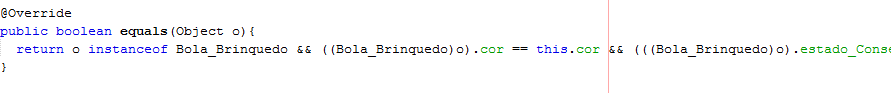 @Override
public boolean equals(Object o){
return o instanceof Bola_Brinquedo && ((Bola_Brinquedo)o).cor == this.cor && (((Bola_Brinquedo)o).estado_Conse
}